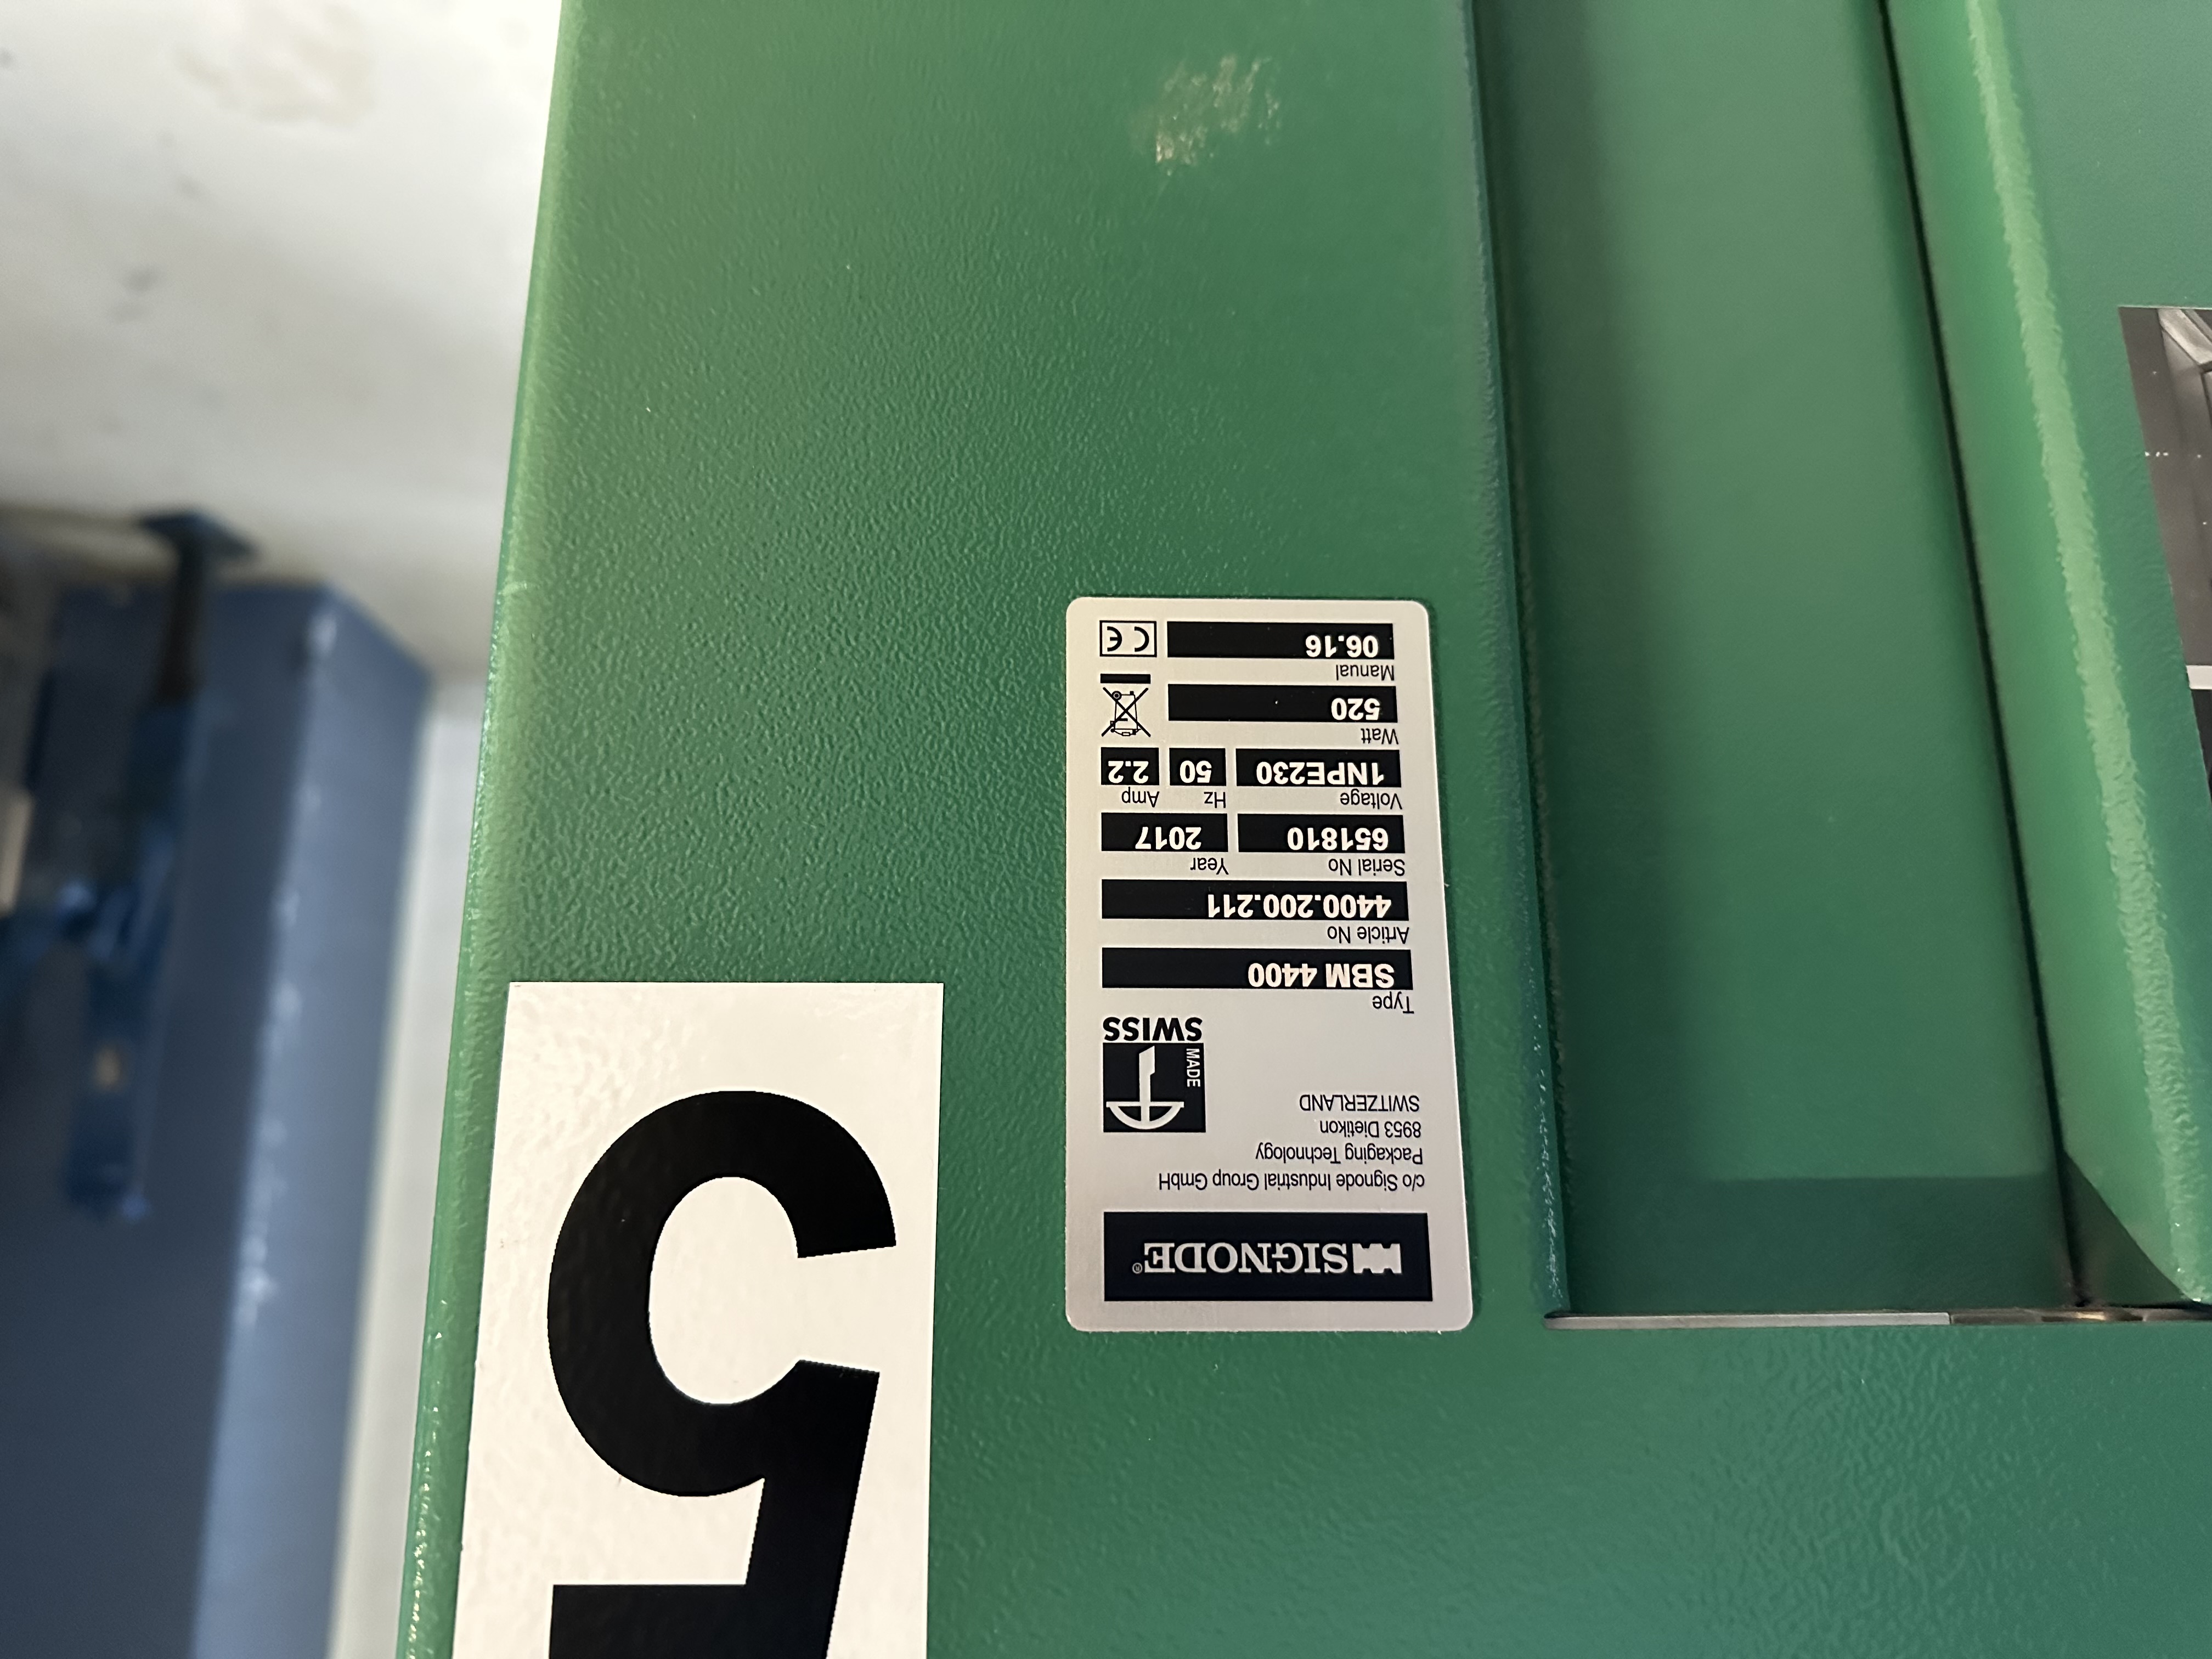 SIGNODE®
c/o Signode Industrial Group GmbH
Packaging Technology
8953 Dietikon
SWITZERLAND
MADE
SWISS
Type
SBM 4400
Article No
4400.200.211
Serial No Year
651810 2017
Voltage Hz Amp
1NPE230 50 2.2
Watt
520
Manual
06.16 CE
5